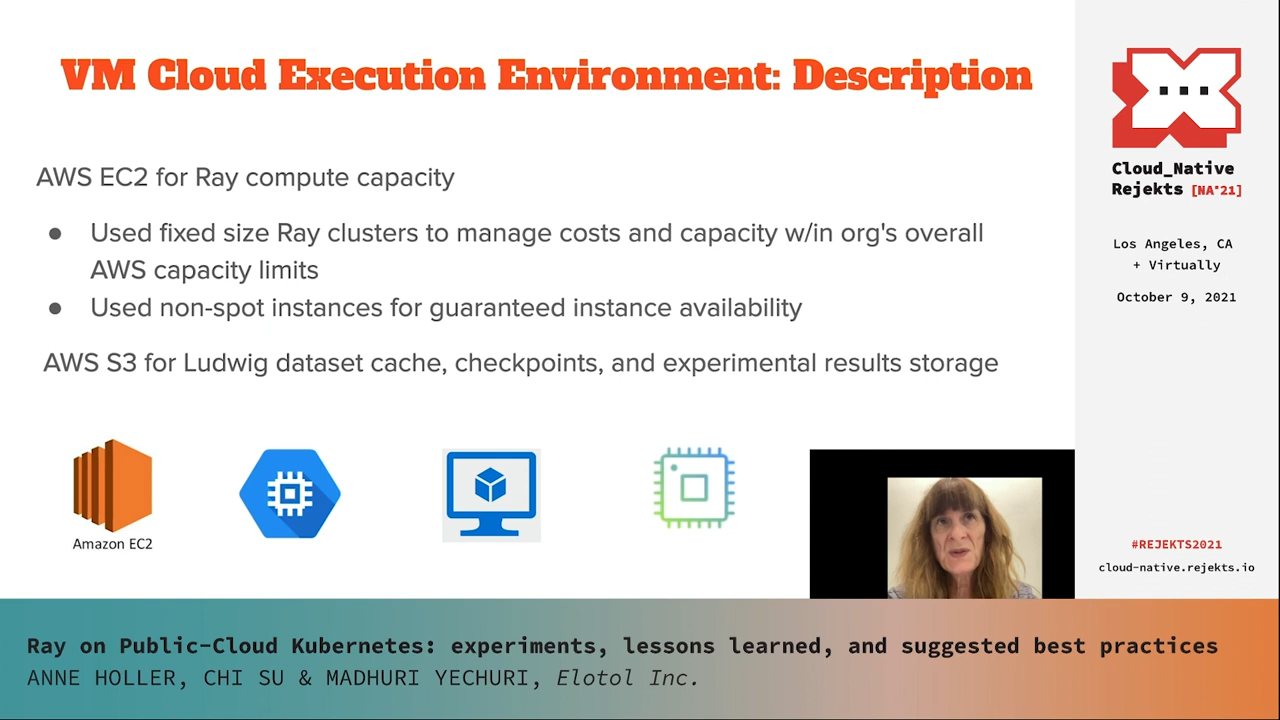 VM Cloud Execution Environment: Description
AWS EC2 for Ray compute capacity
● Used fixed size Ray clusters to manage costs and capacity w/in org's overall
AWS capacity limits
● Used non-spot instances for guaranteed instance availability
AWS S3 for Ludwig dataset cache, checkpoints, and experimental results storage
Amazon EC2
Cloud_Native
Rejekts [NA'21]
Los Angeles, CA
+ Virtually
October 9, 2021
#REJEKTS2021
cloud-native.rejekts.io
Ray on Public-Cloud Kubernetes: experiments, lessons learned, and suggested best practices
ANNE HOLLER, CHI SU & MADHURI YECHURI, Elotol Inc.